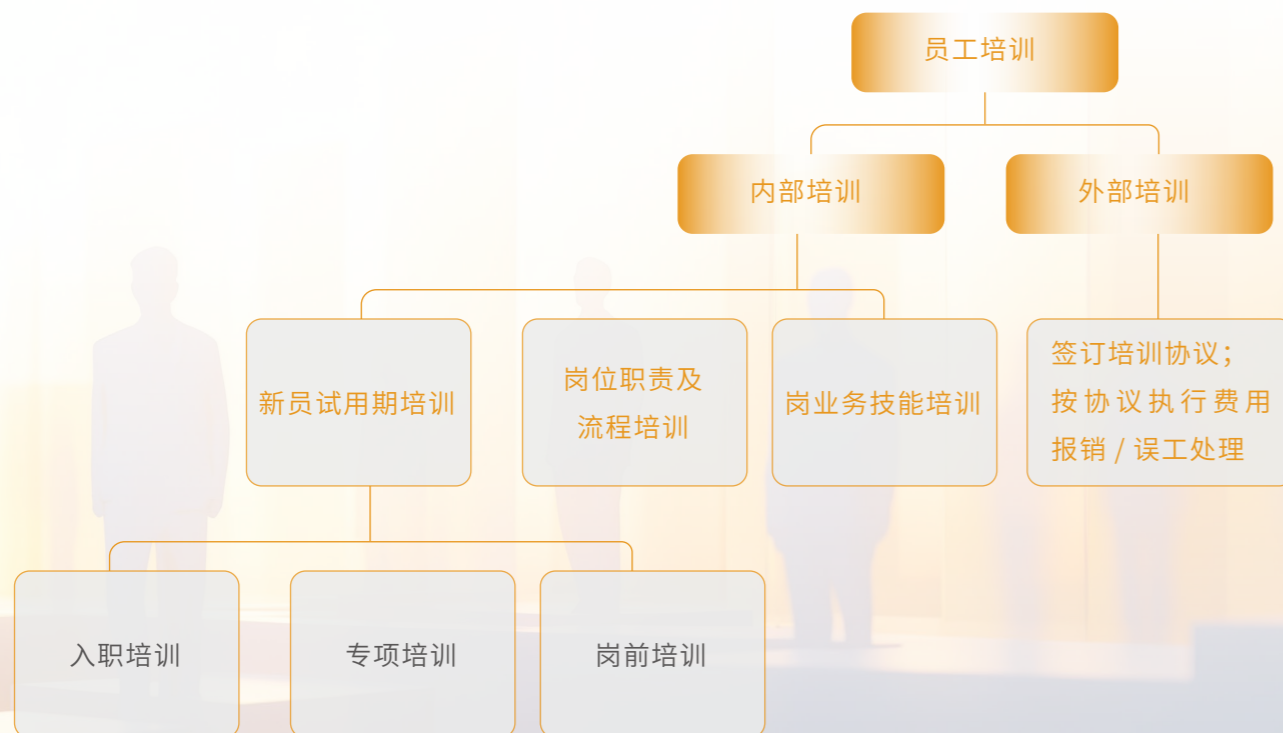 员工培训
内部培训
外部培训
新员试用期培训
岗位职责及
流程培训
岗业务技能培训
签订培训协议；
按协议执行费用
报销 / 误工处理
入职培训
专项培训
岗前培训